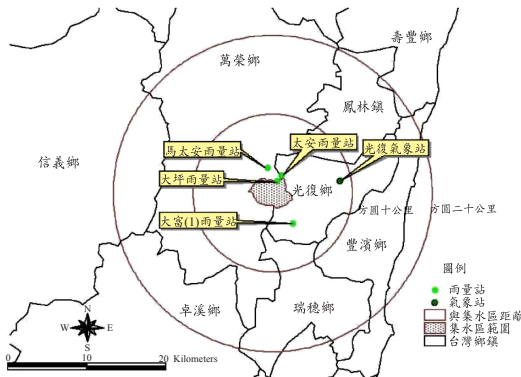 壽豐鄉
萬榮鄉
鳳林鎮
馬太安雨量站
太安雨量站
光復氣象站
信義鄉
大坪雨量站
光復鄉
方圓十公里
方圓二十公里
大富(1)雨量站
豐濱鄉
卓溪鄉
瑞穗鄉
圖例
雨量站
氣象站
與集水區距離
集水區範圍
台灣鄉鎮
N
W E
S
0 10 20 Kilometers